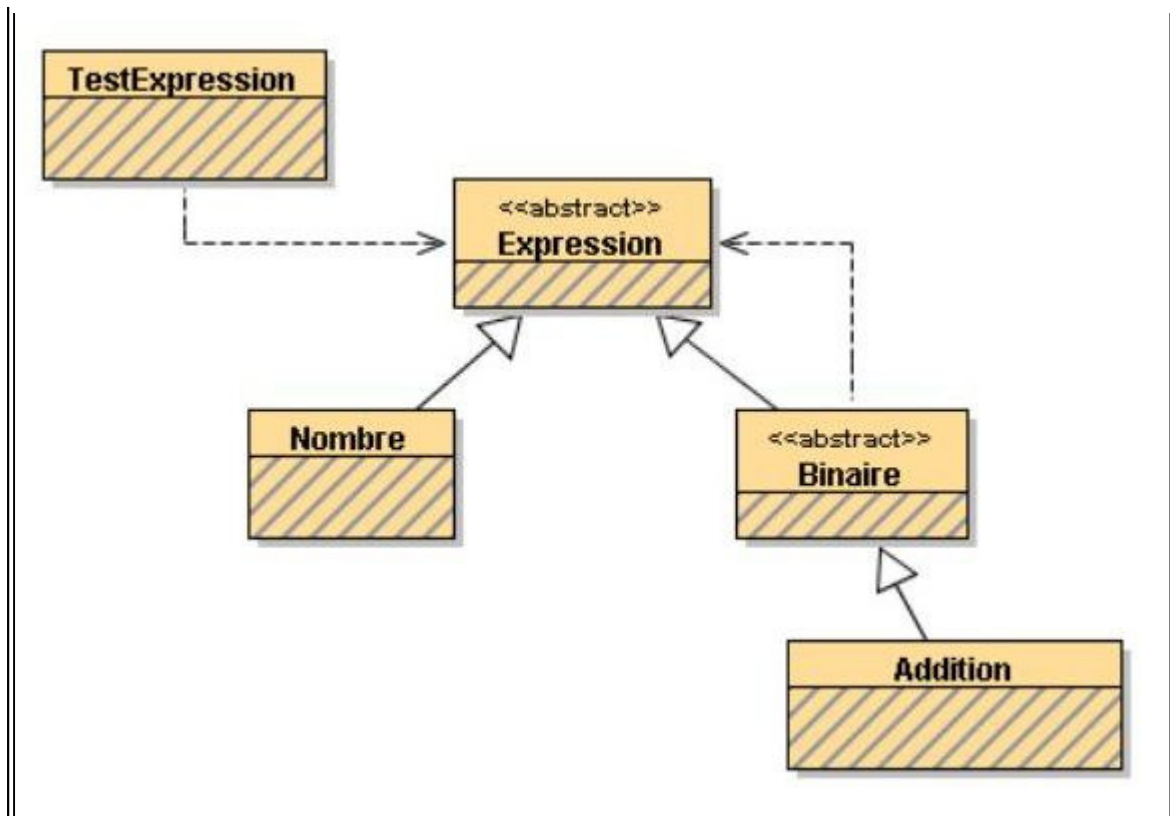 TestExpression
<<abstract>>
Expression
Nombre
<<abstract>>
Binaire
Addition